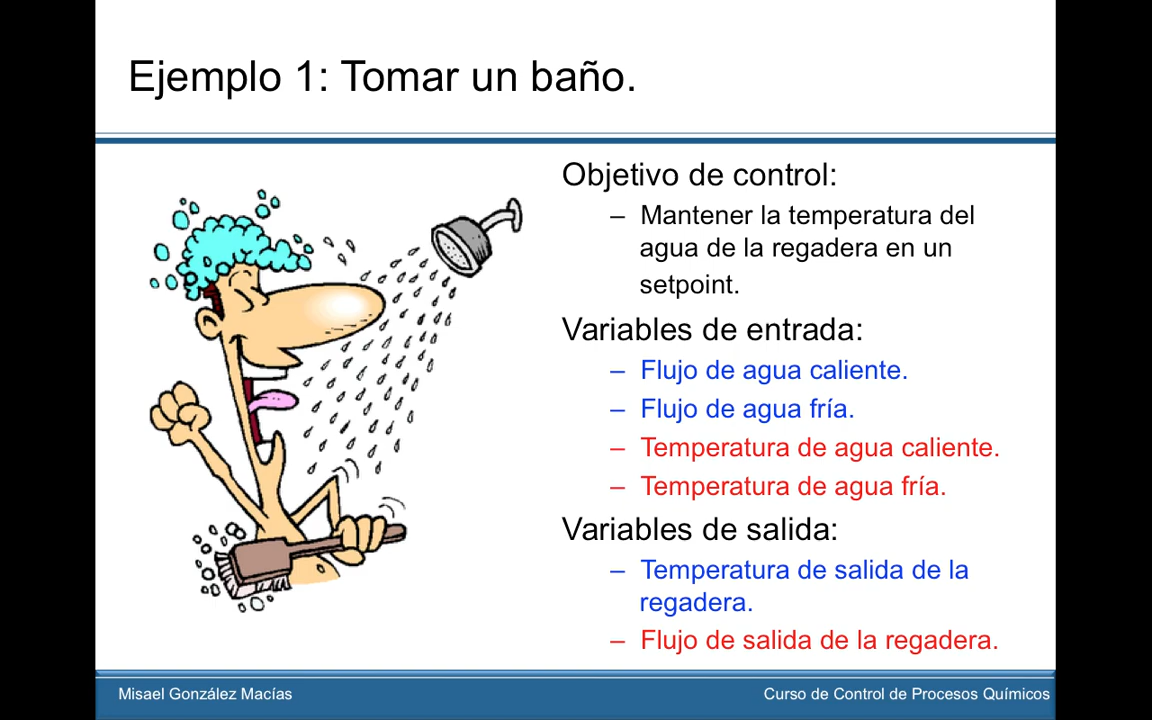 Ejemplo 1: Tomar un baño.
Objetivo de control:
– Mantener la temperatura del
agua de la regadera en un
setpoint.
Variables de entrada:
– Flujo de agua caliente.
– Flujo de agua fría.
– Temperatura de agua caliente.
– Temperatura de agua fría.
Variables de salida:
– Temperatura de salida de la
regadera.
– Flujo de salida de la regadera.
Misael González Macías
Curso de Control de Procesos Químicos